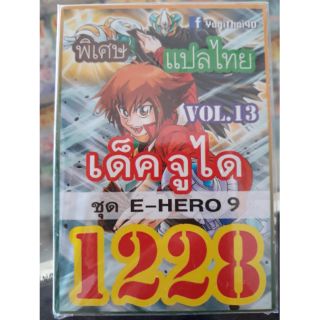 YugiThai40
พิเศษ
แปลไทย
VOL.13
เด็คจูได
ชุด E-HERO 9
1228